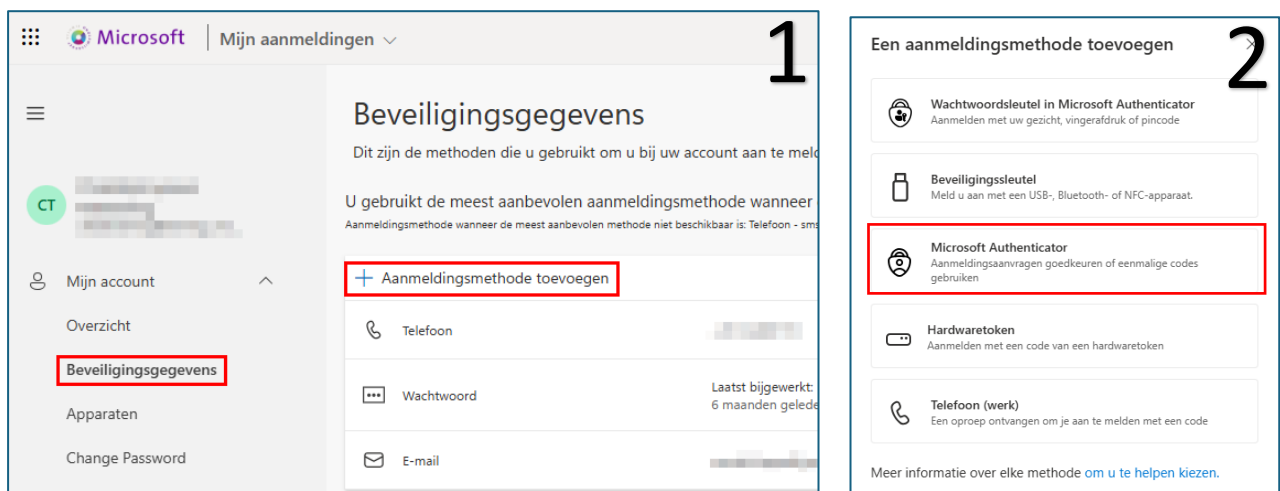 Microsoft
Mijn aanmeldingen
1
Beveiligingsgegevens
Dit zijn de methoden die u gebruikt om u bij uw account aan te
CT
U gebruikt de meest aanbevolen aanmeldingsmethode wanneer
Aanmeldingsmethode wanneer de meest aanbevolen methode niet beschikbaar is: Telefoon - sms
Mijn account
Aanmeldingsmethode toevoegen
Overzicht
Telefoon
Beveiligingsgegevens
Wachtwoord
Laatst bijgewerkt:
6 maanden
Apparaten
Change Password
E-mail
2
Een aanmeldingsmethode toevoegen
Wachtwoordsleutel in Microsoft Authenticator
Aanmelden met uw gezicht, vingerafdruk of pincode
Beveiligingssleutel
Meld u aan met een USB-, Bluetooth- of NFC-apparaat.
Microsoft Authenticator
Aanmeldingsaanvragen goedkeuren of eenmalige codes
gebruiken
Hardwaretoken
Aanmelden met een code van een hardwaretoken
Telefoon (werk)
Een oproep ontvangen om je aan te melden met een code
Meer informatie over elke methode om u te helpen kiezen.